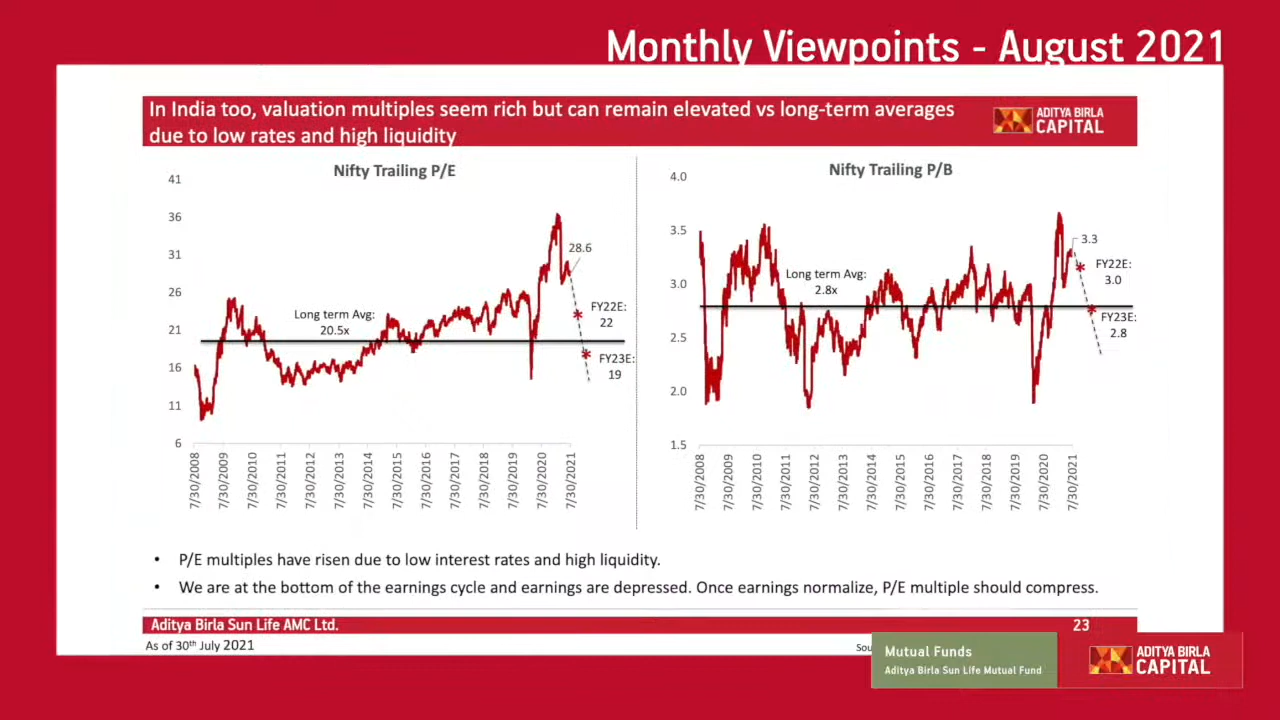 Monthly Viewpoints - August 2021
In India too, valuation multiples seem rich but can remain elevated vs long-term averages
due to low rates and high liquidity
ADITYA BIRLA
CAPITAL
Nifty Trailing P/E
41
36
31
26
21
16
11
6
28.6
Long term Avg:
20.5x
FY22E:
22
FY23E:
19
7/30/2008
7/30/2009
7/30/2010
7/30/2011
7/30/2012
7/30/2013
7/30/2014
7/30/2015
7/30/2016
7/30/2017
7/30/2018
7/30/2019
7/30/2020
7/30/2021
Nifty Trailing P/B
4.0
3.5
3.0
2.5
2.0
1.5
3.3
Long term Avg:
2.8x
FY22E:
3.0
FY23E:
2.8
7/30/2008
7/30/2009
7/30/2010
7/30/2011
7/30/2012
7/30/2013
7/30/2014
7/30/2015
7/30/2016
7/30/2017
7/30/2018
7/30/2019
7/30/2020
7/30/2021
• P/E multiples have risen due to low interest rates and high liquidity.
• We are at the bottom of the earnings cycle and earnings are depressed. Once earnings normalize, P/E multiple should compress.
Aditya Birla Sun Life AMC Ltd.
23
As of 30th July 2021
Mutual Funds
Aditya Birla Sun Life Mutual Fund
ADITYA BIRLA
CAPITAL